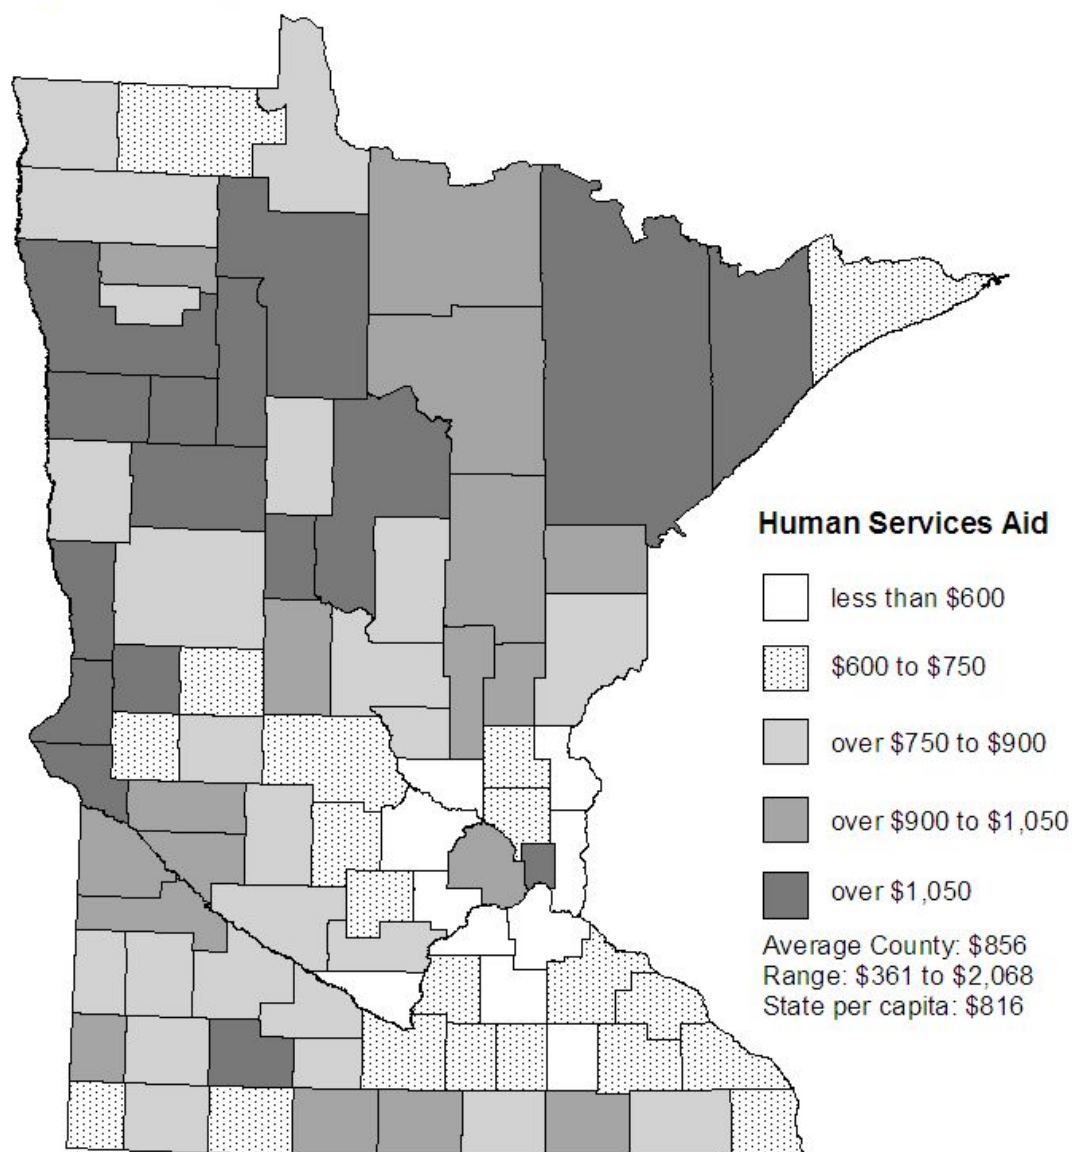 Human Services Aid
less than $600
$600 to $750
over $750 to $900
over $900 to $1,050
over $1,050
Average County: $856
Range: $361 to $2,068
State per capita: $816